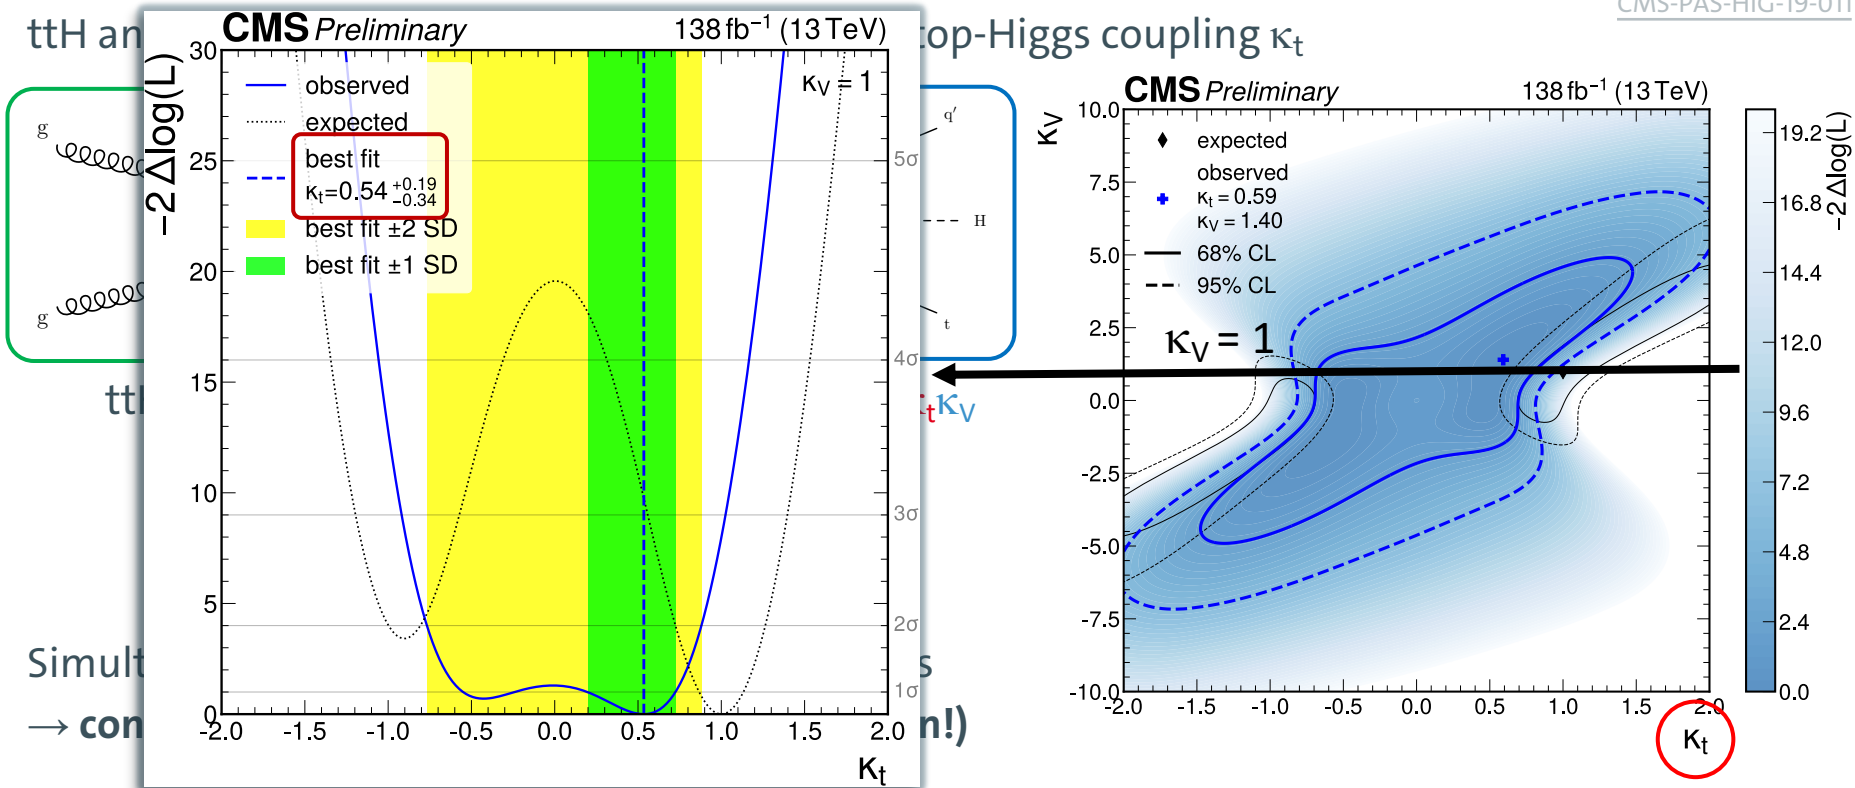 CMS-PAS-HIG-19-011
ttH an
top-Higgs coupling κt
CMS Preliminary
138 fb⁻¹ (13 TeV)
−2 Δlog(L)
30
25
20
15
10
5
0
κV = 1
observed
expected
best fit
κt=0.54 +0.19 −0.34
best fit ±2 SD
best fit ±1 SD
5σ
4σ
3σ
2σ
1σ
-2.0 -1.5 -1.0 -0.5 0.0 0.5 1.0 1.5 2.0
κt
g
g
q′
H
t
tt
tκV
Simult
s
→ con
n!)
CMS Preliminary
138 fb⁻¹ (13 TeV)
κV
10.0
7.5
5.0
2.5
0.0
-2.5
-5.0
-7.5
-10.0
expected
observed
κt = 0.59
κV = 1.40
68% CL
95% CL
κV = 1
-2.0 -1.5 -1.0 -0.5 0.0 0.5 1.0 1.5 2.0
κt
−2 Δlog(L)
19.2
16.8
14.4
12.0
9.6
7.2
4.8
2.4
0.0